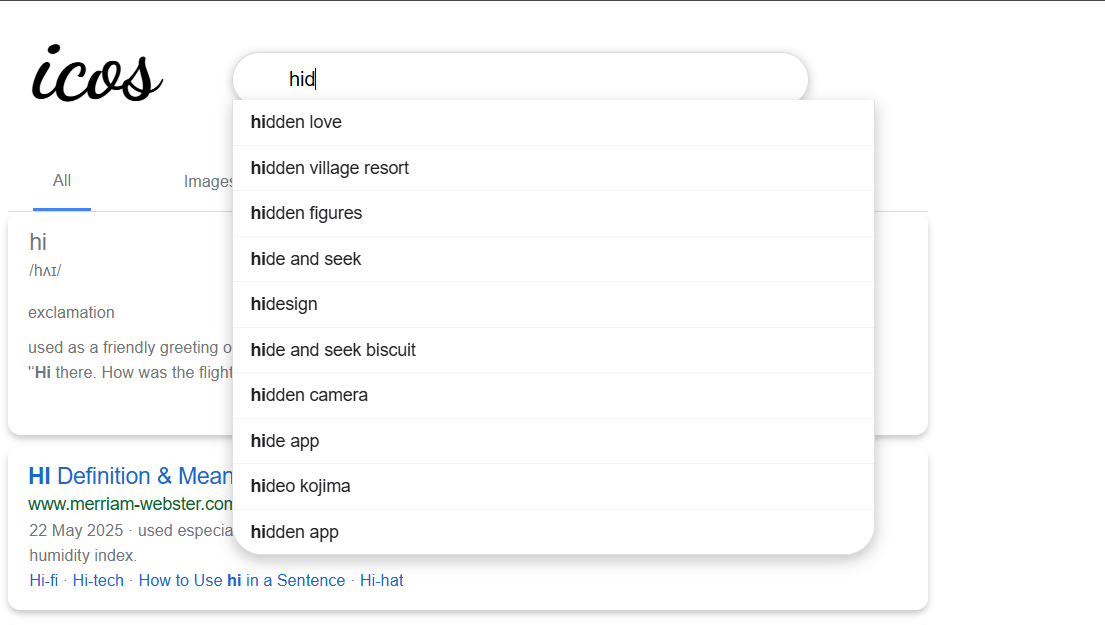 icos
hid
hidden love
hidden village resort
hidden figures
hide and seek
hidesign
hide and seek biscuit
hidden camera
hide app
hideo kojima
hidden app
All
Images
hi
/hʌɪ/
exclamation
used as a friendly greeting o
"Hi there. How was the flight
HI Definition & Mean
www.merriam-webster.com
22 May 2025 · used especia
humidity index.
Hi-fi · Hi-tech · How to Use hi in a Sentence · Hi-hat